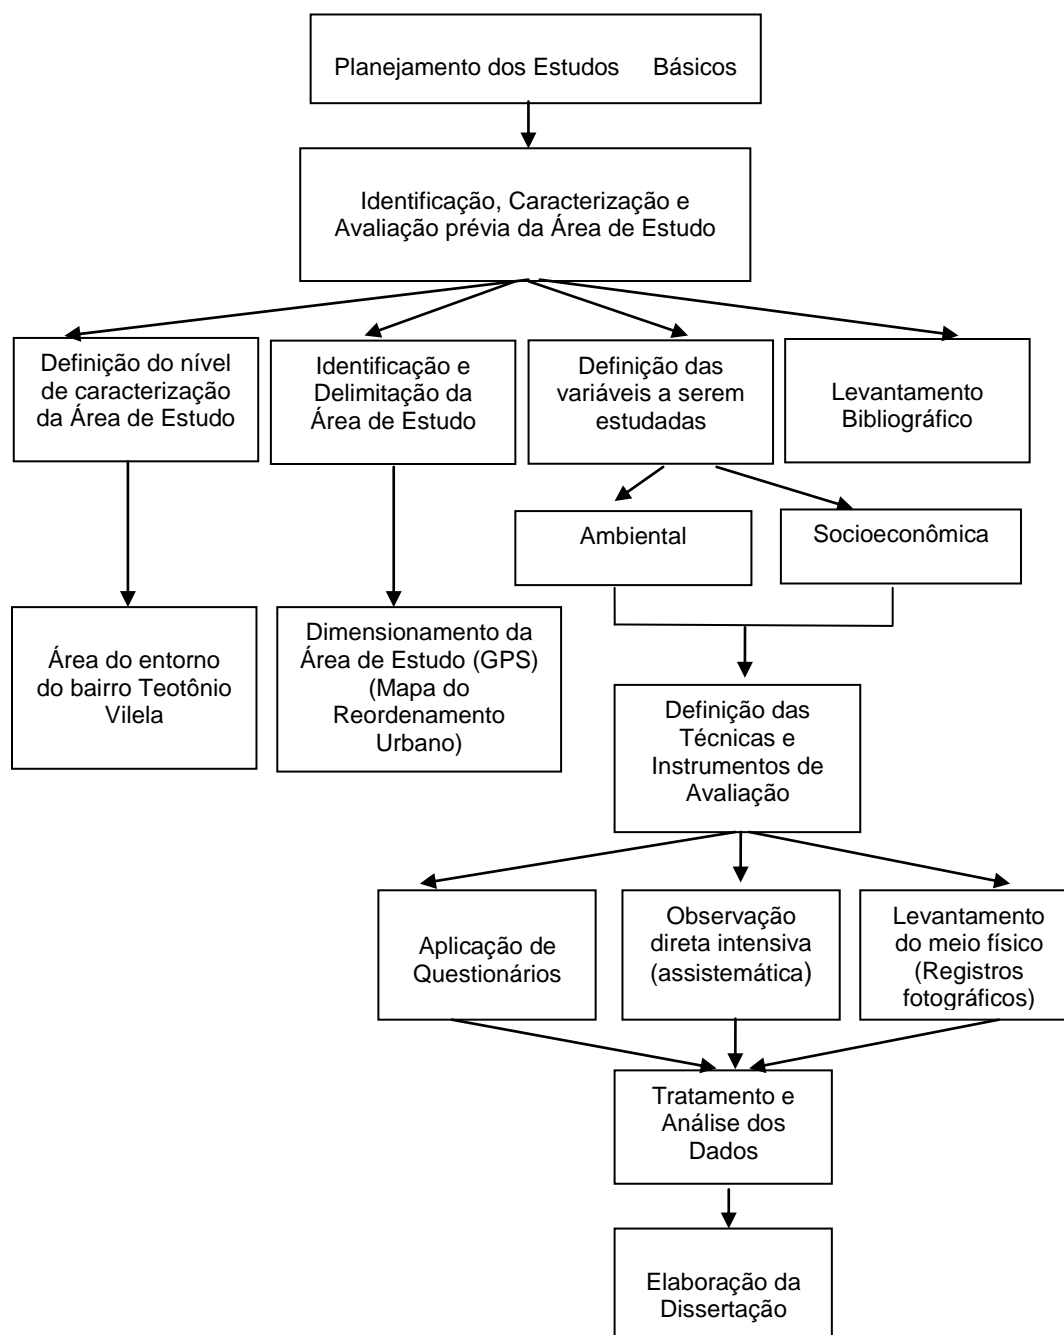 Planejamento dos Estudos Básicos
Identificação, Caracterização e
Avaliação prévia da Área de Estudo
Definição do nível
de caracterização
da Área de Estudo
Identificação e
Delimitação da
Área de Estudo
Definição das
variáveis a serem
estudadas
Levantamento
Bibliográfico
Ambiental
Socioeconômica
Área do entorno
do bairro Teotônio
Vilela
Dimensionamento da
Área de Estudo (GPS)
(Mapa do
Reordenamento
Urbano)
Definição das
Técnicas e
Instrumentos de
Avaliação
Aplicação de
Questionários
Observação
direta intensiva
(assistemática)
Levantamento
do meio físico
(Registros
fotográficos)
Tratamento e
Análise dos
Dados
Elaboração da
Dissertação